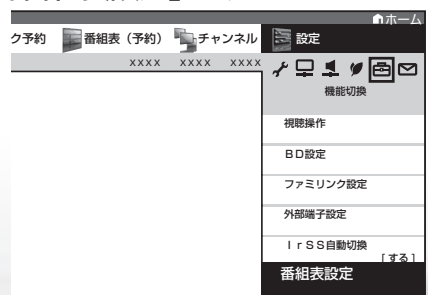 ホーム
ク予約 番組表（予約） チャンネル 設定
xxxx xxxx xxxx
機能切換
視聴操作
ＢＤ設定
ファミリンク設定
外部端子設定
ＩｒＳＳ自動切換
［する］
番組表設定